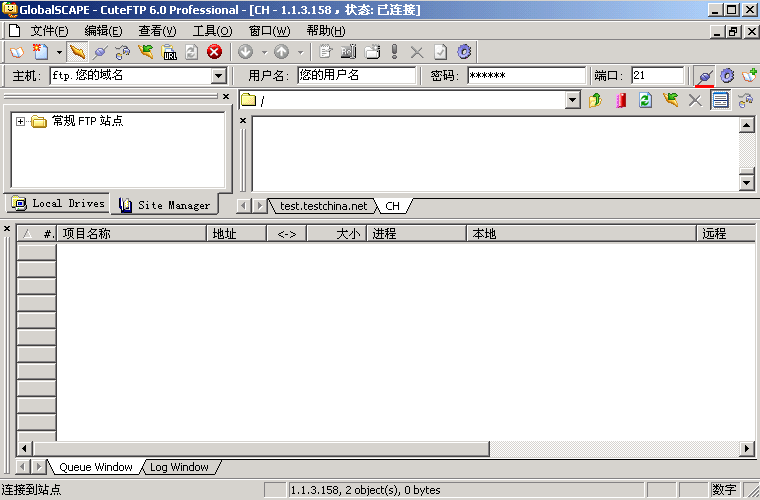 GlobalSCAPE - CuteFTP 6.0 Professional - [CH - 1.1.3.158 , 状态: 已连接]
文件(F) 编辑(E) 查看(V) 工具(O) 窗口(W) 帮助(H)
URL
主机: ftp.您的域名 用户名: 您的用户名 密码: ****** 端口: 21
/
常规 FTP 站点
Local Drives Site Manager
test.testchina.net CH
#. 项目名称 地址 <-> 大小 进程 本地 远程
Queue Window Log Window
连接到站点 1.1.3.158, 2 object(s), 0 bytes 数字